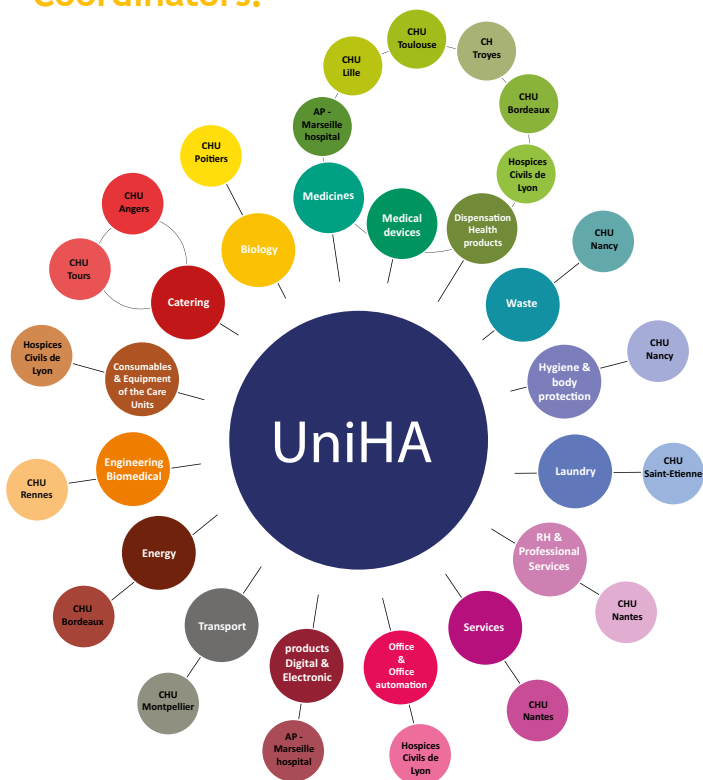 Coordinators:
CHU
Toulouse
CH
Troyes
CHU
Lille
CHU
Bordeaux
AP -
Marseille
hospital
Hospices
Civils de
Lyon
CHU
Poitiers
Medicines
Medical
devices
Dispensation
Health
products
CHU
Angers
Biology
CHU
Nancy
CHU
Tours
Catering
Waste
Hospices
Civils de
Lyon
Consumables
& Equipment
of the Care
Units
Hygiene &
body
protection
CHU
Nancy
UniHA
Engineering
Biomedical
CHU
Rennes
Laundry
CHU
Saint-Etienne
Energy
RH &
Professional
Services
CHU
Bordeaux
CHU
Nantes
Transport
Services
products
Digital &
Electronic
Office
&
Office
automation
CHU
Montpellier
CHU
Nantes
AP -
Marseille
hospital
Hospices
Civils de
Lyon